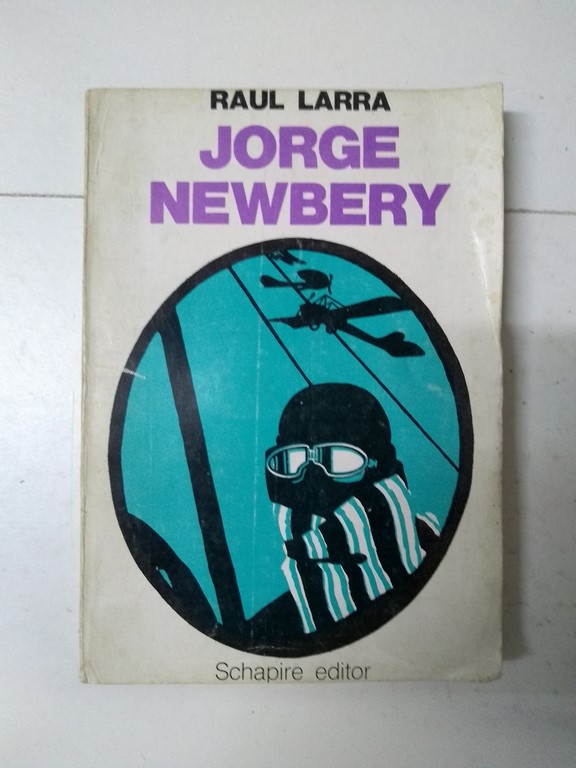 RAUL LARRA
JORGE
NEWBERY
Schapire editor